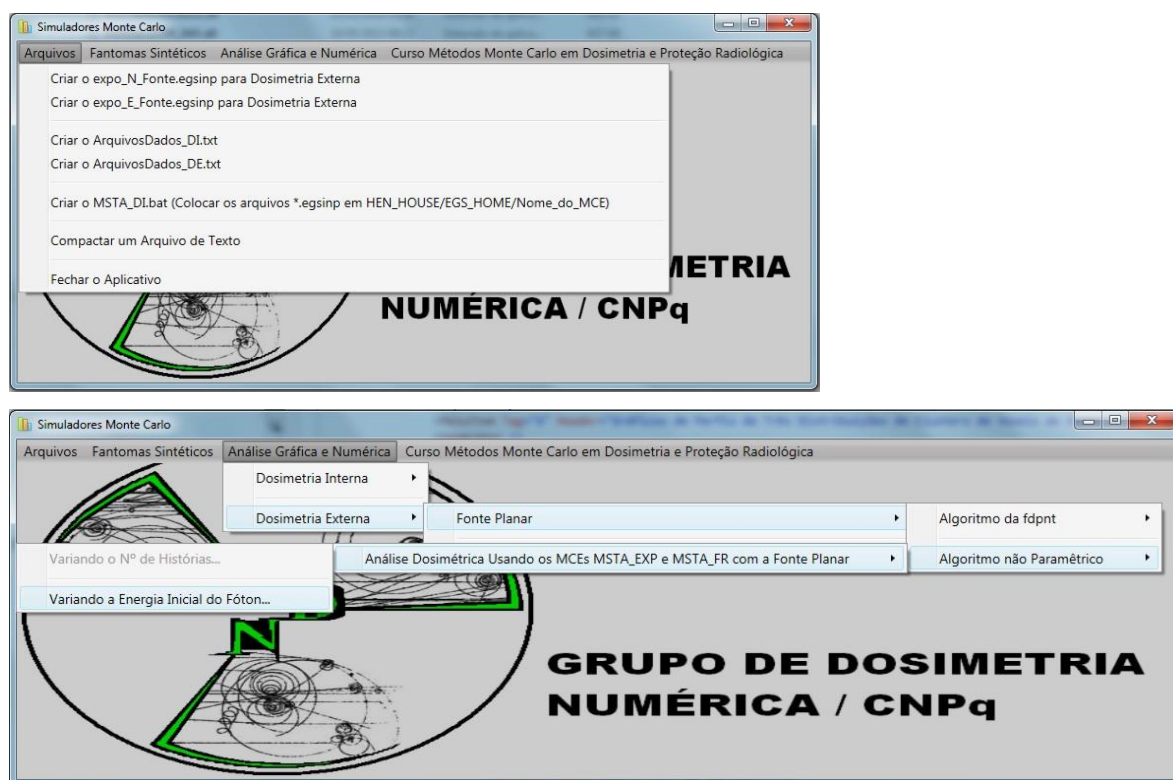 Simuladores Monte Carlo
Arquivos Fantomas Sintéticos Análise Gráfica e Numérica Curso Métodos Monte Carlo em Dosimetria e Proteção Radiológica
Criar o expo_N_Fonte.egsinp para Dosimetria Externa
Criar o expo_E_Fonte.egsinp para Dosimetria Externa
Criar o ArquivosDados_DI.txt
Criar o ArquivosDados_DE.txt
Criar o MSTA_DI.bat (Colocar os arquivos *.egsinp em HEN_HOUSE/EGS_HOME/Nome_do_MCE)
Compactar um Arquivo de Texto
Fechar o Aplicativo
METRIA
NUMÉRICA / CNPq
Simuladores Monte Carlo
Arquivos Fantomas Sintéticos Análise Gráfica e Numérica Curso Métodos Monte Carlo em Dosimetria e Proteção Radiológica
Dosimetria Interna
Dosimetria Externa Fonte Planar Algoritmo da fdpnt
Variando o Nº de Histórias... Análise Dosimétrica Usando os MCEs MSTA_EXP e MSTA_FR com a Fonte Planar Algoritmo não Paramêtrico
Variando a Energia Inicial do Fóton...
N
GRUPO DE DOSIMETRIA
NUMÉRICA / CNPq